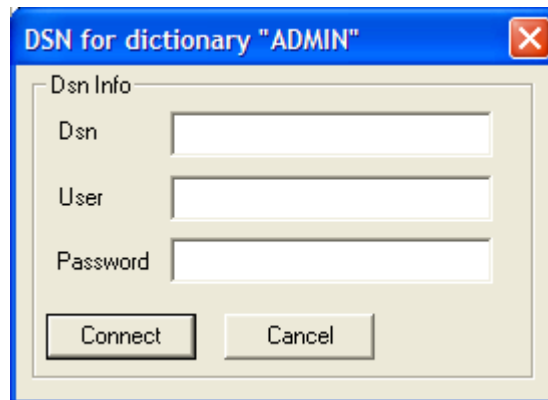 DSN for dictionary "ADMIN"
Dsn Info
Dsn
User
Password
Connect Cancel